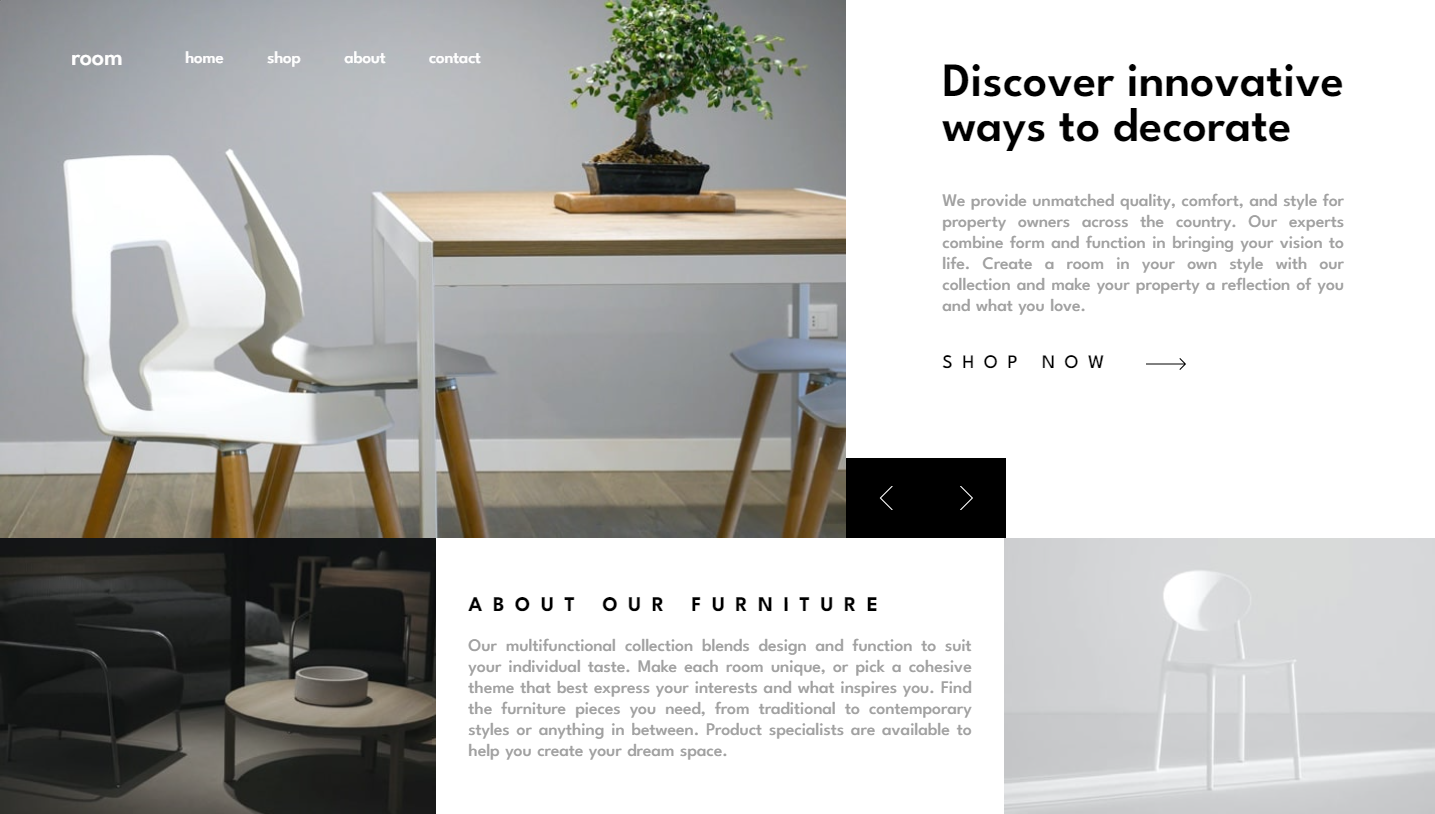 room
home shop about contact
Discover innovative
ways to decorate
We provide unmatched quality, comfort, and style for
property owners across the country. Our experts
combine form and function in bringing your vision to
life. Create a room in your own style with our
collection and make your property a reflection of you
and what you love.
SHOP NOW
ABOUT OUR FURNITURE
Our multifunctional collection blends design and function to suit
your individual taste. Make each room unique, or pick a cohesive
theme that best express your interests and what inspires you. Find
the furniture pieces you need, from traditional to contemporary
styles or anything in between. Product specialists are available to
help you create your dream space.